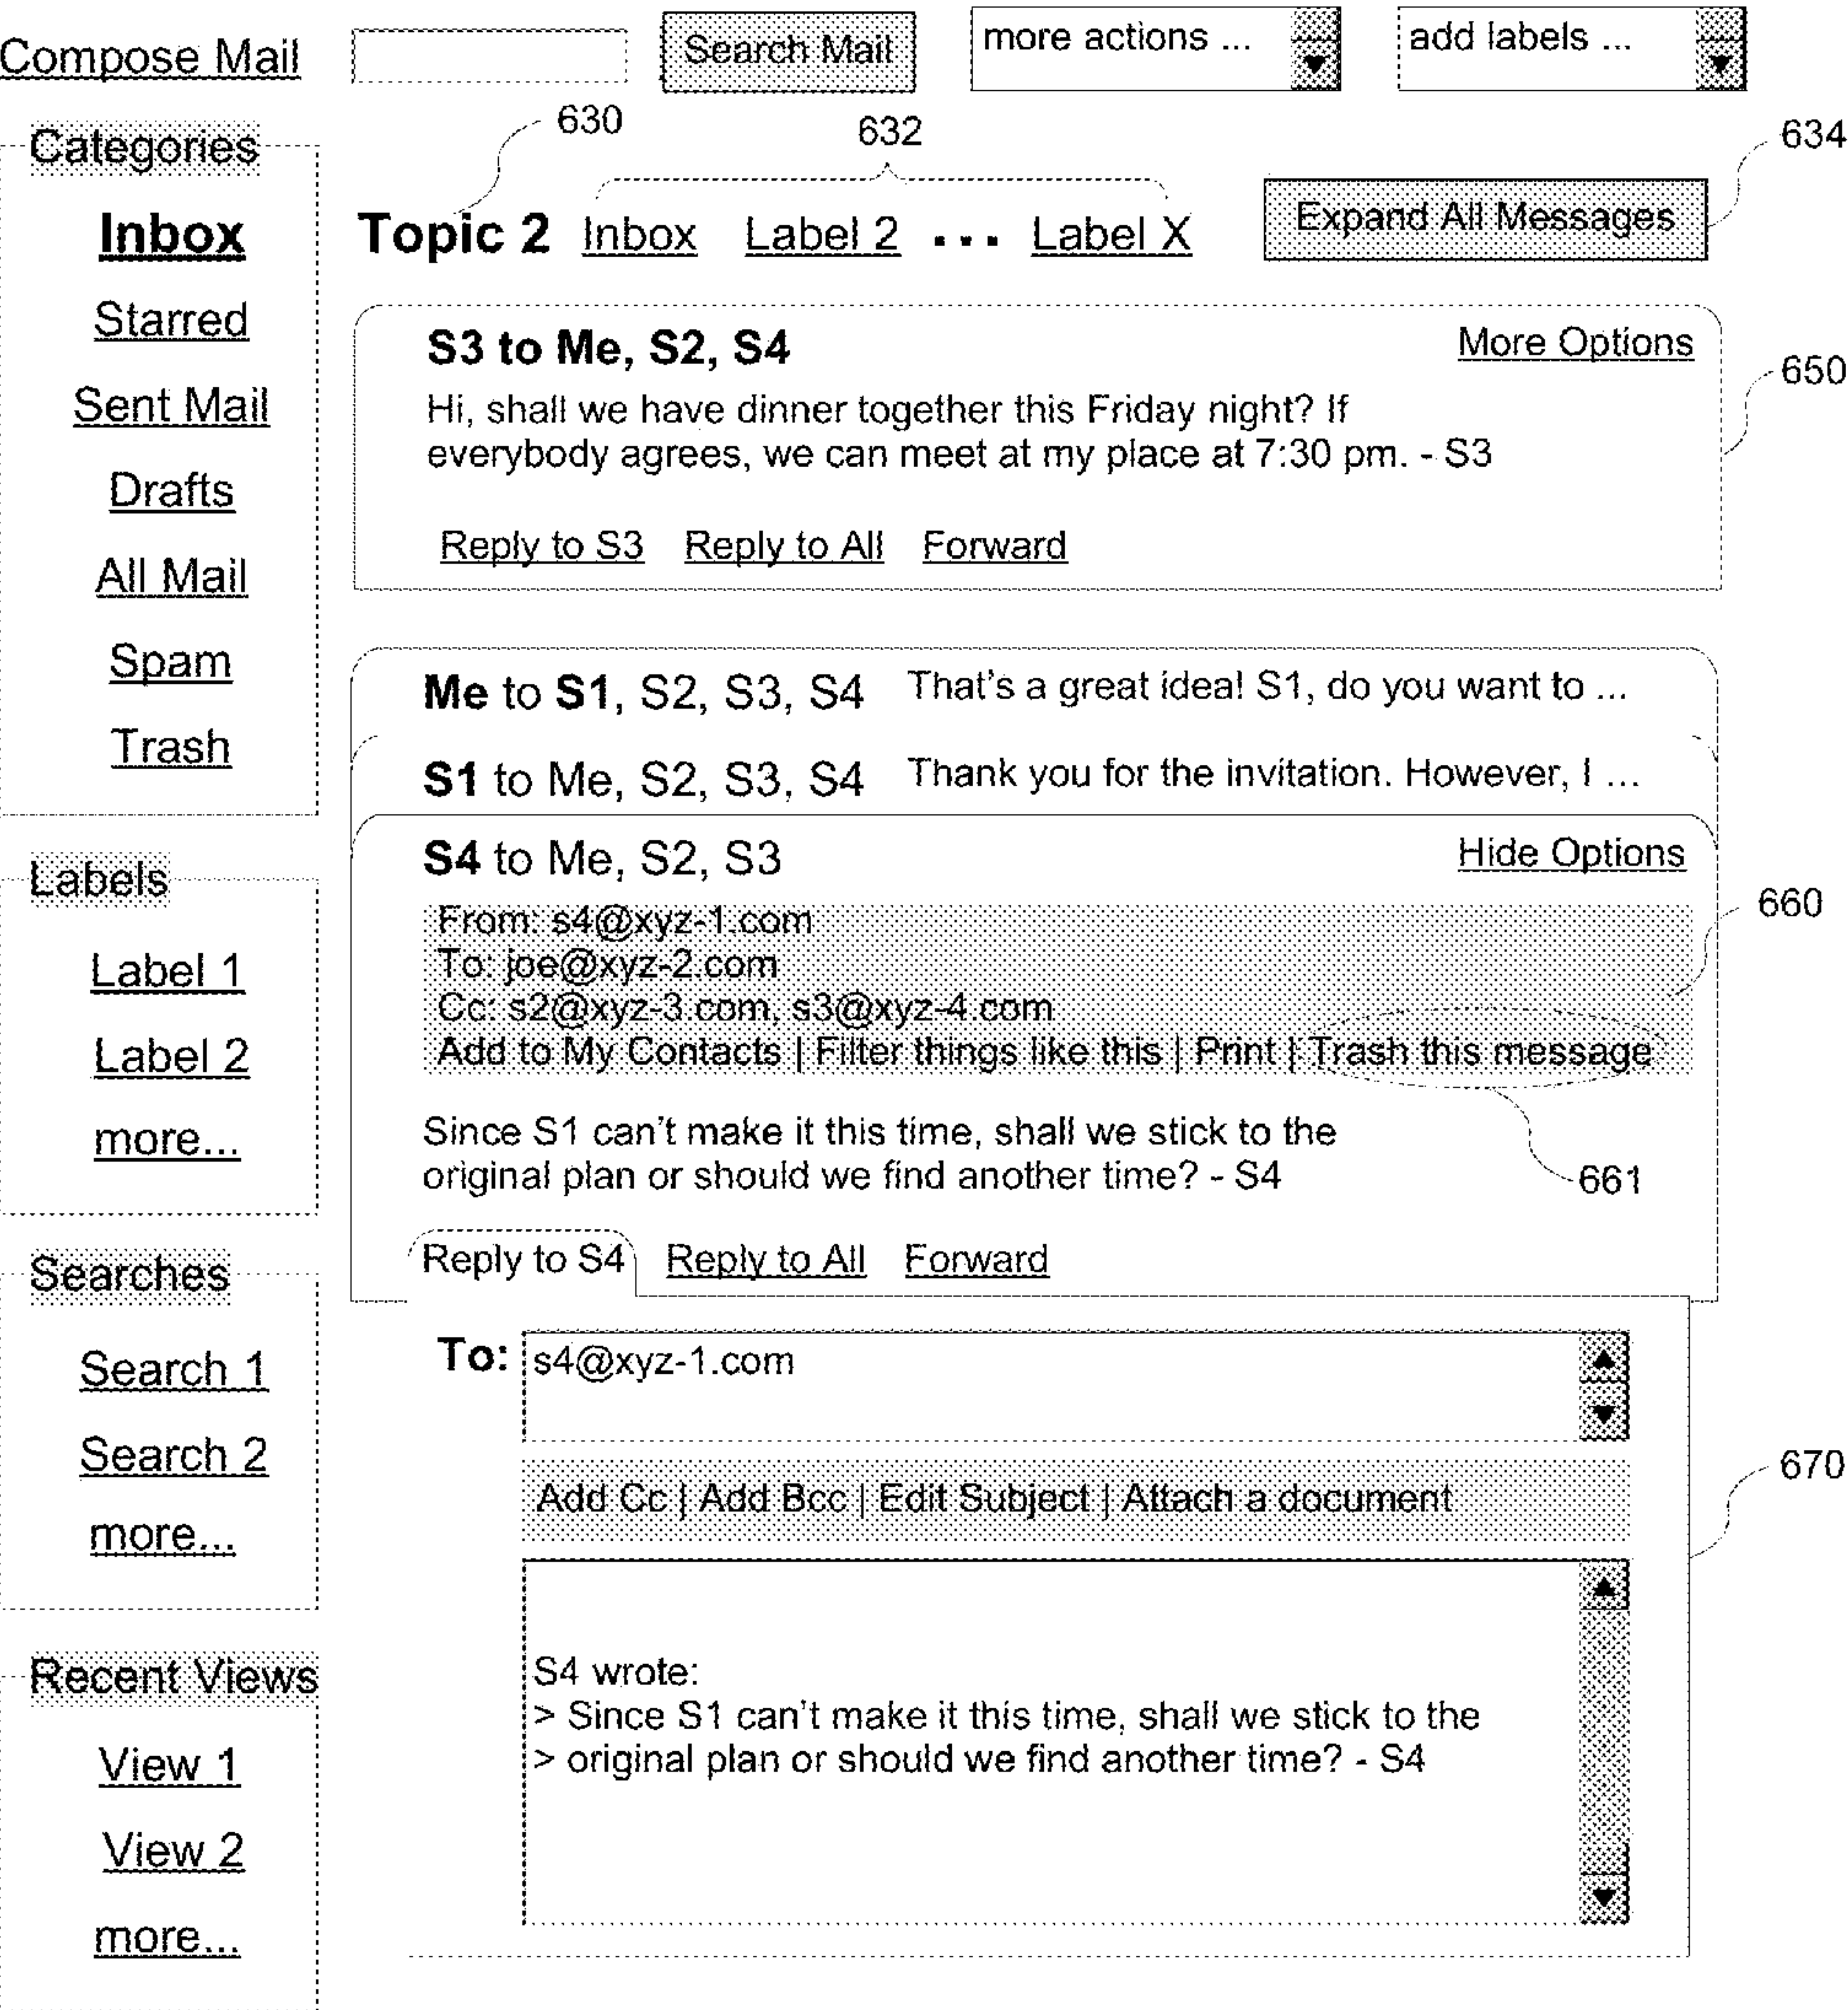 Compose Mail
Search Mail
more actions ...
add labels ...
630
632
634
Categories
Inbox
Starred
Sent Mail
Drafts
All Mail
Spam
Trash
Labels
Label 1
Label 2
more...
Searches
Search 1
Search 2
more...
Recent Views
View 1
View 2
more...
Topic 2 Inbox Label 2 ... Label X
Expand All Messages
S3 to Me, S2, S4 More Options
650
Hi, shall we have dinner together this Friday night? If
everybody agrees, we can meet at my place at 7:30 pm. - S3
Reply to S3 Reply to All Forward
Me to S1, S2, S3, S4 That's a great idea! S1, do you want to ...
S1 to Me, S2, S3, S4 Thank you for the invitation. However, I ...
S4 to Me, S2, S3 Hide Options
660
From: s4@xyz-1.com
To: joe@xyz-2.com
Cc: s2@xyz-3.com, s3@xyz-4.com
Add to My Contacts | Filter things like this | Print | Trash this message
Since S1 can't make it this time, shall we stick to the
original plan or should we find another time? - S4
661
Reply to S4 Reply to All Forward
To: s4@xyz-1.com
670
Add Cc | Add Bcc | Edit Subject | Attach a document
S4 wrote:
> Since S1 can't make it this time, shall we stick to the
> original plan or should we find another time? - S4